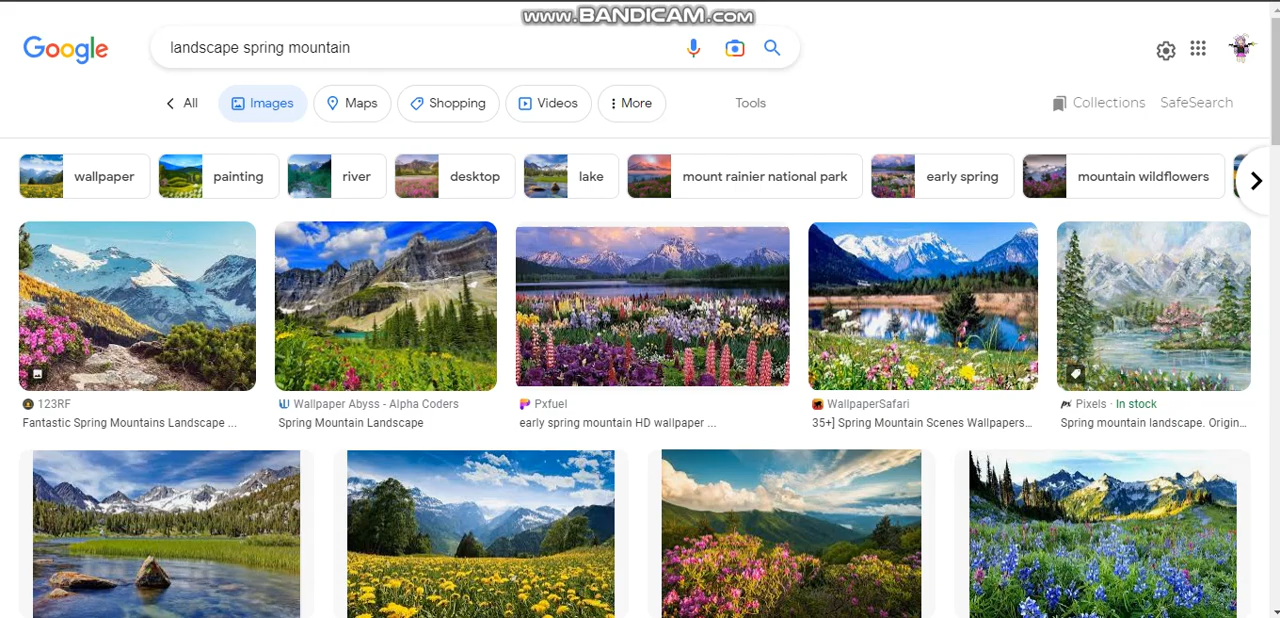 www.BANDICAM.com
Google
landscape spring mountain
All
Images
Maps
Shopping
Videos
More
Tools
Collections
SafeSearch
wallpaper
painting
river
desktop
lake
mount rainier national park
early spring
mountain wildflowers
123RF
Fantastic Spring Mountains Landscape ...
Wallpaper Abyss - Alpha Coders
Spring Mountain Landscape
Pxfuel
early spring mountain HD wallpaper ...
WallpaperSafari
35+] Spring Mountain Scenes Wallpapers...
Pixels · In stock
Spring mountain landscape. Origin...